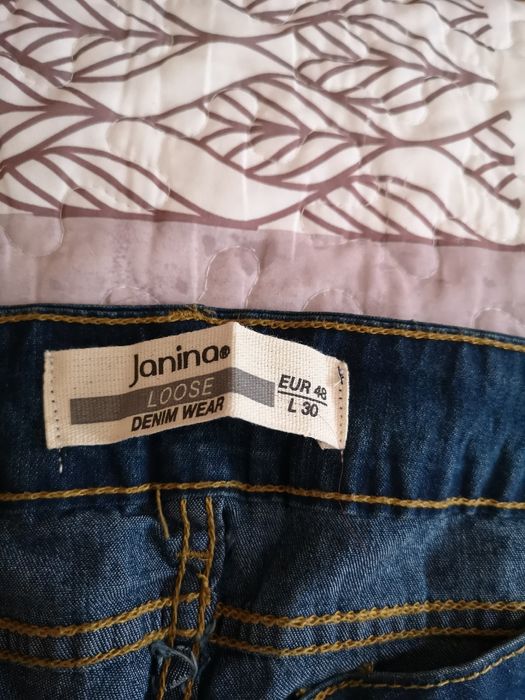 Janina®
LOOSE
DENIM WEAR
EUR 48
L 30